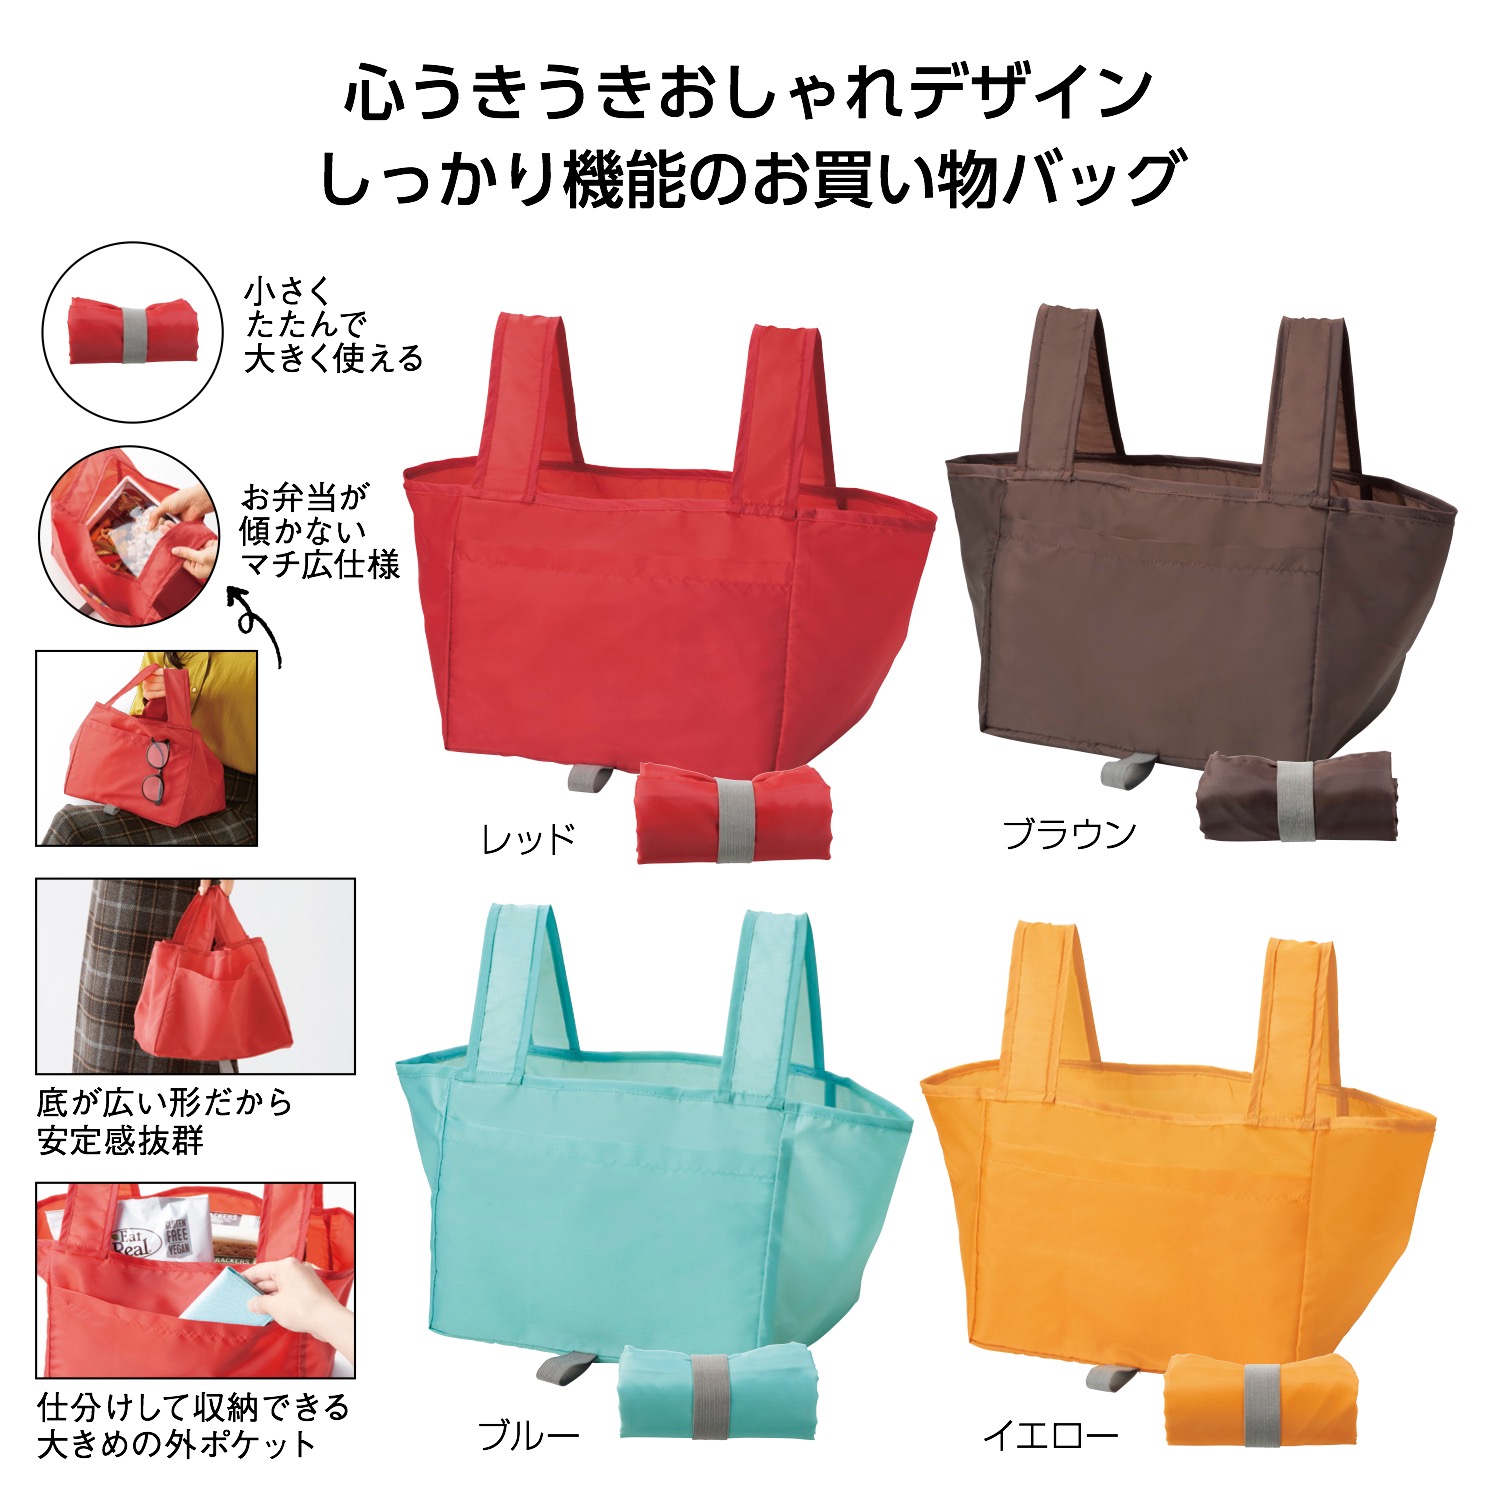 心うきうきおしゃれデザイン
しっかり機能のお買い物バッグ
小さく
たたんで
大きく使える
お弁当が
傾かない
マチ広仕様
レッド
ブラウン
底が広い形だから
安定感抜群
Eat
Real
GLUTEN
FREE
VEGAN
仕分けして収納できる
大きめの外ポケット
ブルー
イエロー